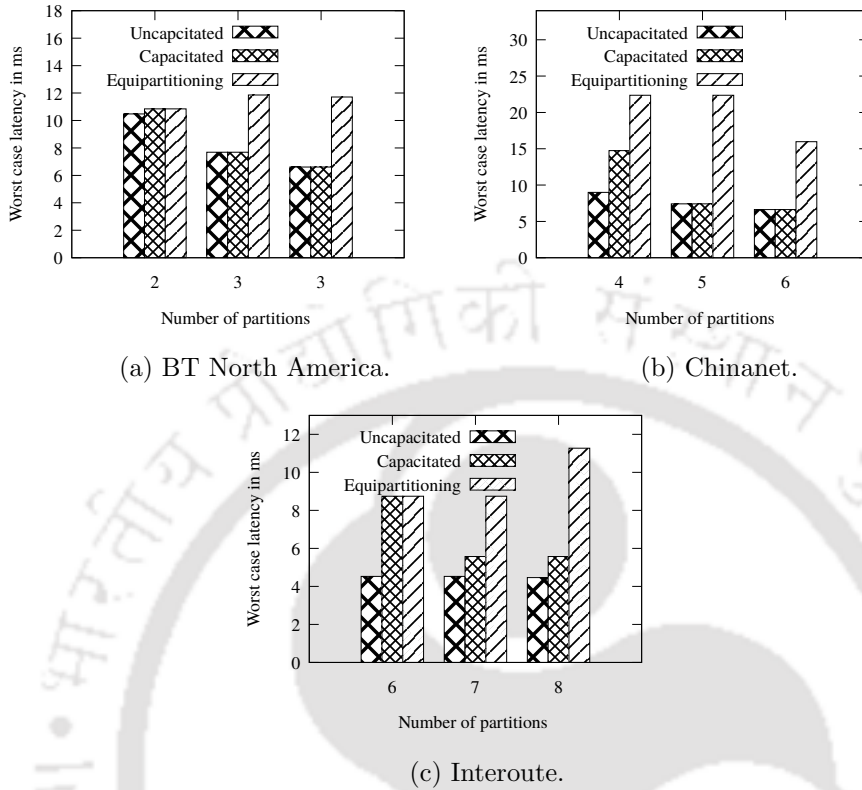 Worst case latency in ms
18
16
14
12
10
8
6
4
2
0
Uncapcitated
Capacitated
Equipartitioning
2 3 3
Number of partitions
(a) BT North America.
Worst case latency in ms
30
25
20
15
10
5
0
Uncapacitated
Capacitated
Equipartitioning
4 5 6
Number of partitions
(b) Chinanet.
Worst case latency in ms
12
10
8
6
4
2
0
Uncapacitated
Capacitated
Equipartitioning
6 7 8
Number of partitions
(c) Interoute.
भारतीय प्रौद्योगिकी संस्थान